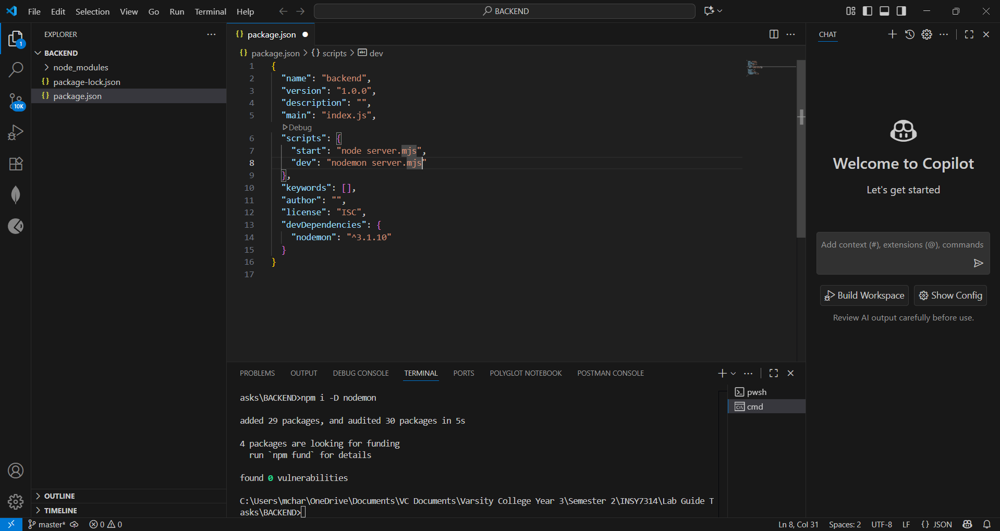 File Edit Selection View Go Run Terminal Help
BACKEND
EXPLORER
BACKEND
node_modules
package-lock.json
package.json
1
10K
OUTLINE
TIMELINE
package.json
package.json > {} scripts > abc dev
1 {
2 "name": "backend",
3 "version": "1.0.0",
4 "description": "",
5 "main": "index.js",
Debug
6 "scripts": {
7 "start": "node server.mjs",
8 "dev": "nodemon server.mjs"
9 },
10 "keywords": [],
11 "author": "",
12 "license": "ISC",
13 "devDependencies": {
14 "nodemon": "^3.1.10"
15 }
16 }
17
PROBLEMS OUTPUT DEBUG CONSOLE TERMINAL PORTS POLYGLOT NOTEBOOK POSTMAN CONSOLE
asks\BACKEND>npm i -D nodemon
added 29 packages, and audited 30 packages in 5s
4 packages are looking for funding
run `npm fund` for details
found 0 vulnerabilities
C:\Users\mchar\OneDrive\Documents\VC Documents\Varsity College Year 3\Semester 2\INSY7314\Lab Guide T
asks\BACKEND>
pwsh
cmd
CHAT
Welcome to Copilot
Let's get started
Add context (#), extensions (@), commands
Build Workspace
Show Config
Review AI output carefully before use.
master* 0 0
Ln 8, Col 31 Spaces: 2 UTF-8 LF {} JSON